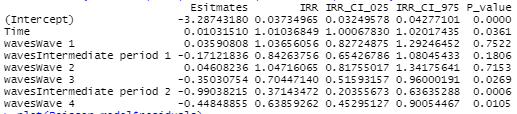 Esitmates IRR IRR_CI_025 IRR_CI_975 P_value
(Intercept) -3.28743180 0.03734965 0.03249578 0.04277101 0.0000
Time 0.01031510 1.01036849 1.00067830 1.02017435 0.0361
wavesWave 1 0.03590808 1.03656056 0.82724875 1.29246452 0.7522
wavesIntermediate period 1 -0.17121836 0.84263756 0.65426786 1.08045433 0.1806
wavesWave 2 0.04608236 1.04716065 0.81755017 1.34175641 0.7153
wavesWave 3 -0.35030754 0.70447140 0.51593157 0.96000191 0.0269
wavesIntermediate period 2 -0.99038215 0.37143472 0.20355673 0.63635688 0.0006
wavesWave 4 -0.44848855 0.63859262 0.45295127 0.90054467 0.0105